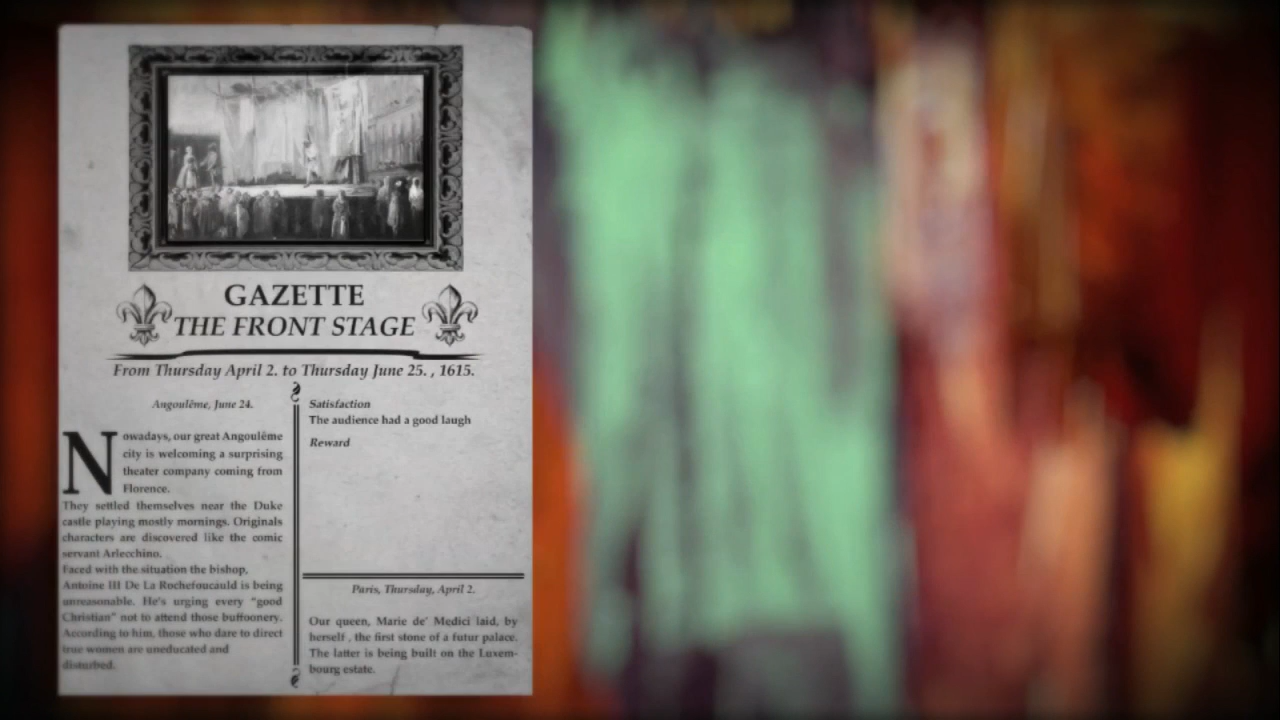 GAZETTE
THE FRONT STAGE
From Thursday April 2. to Thursday June 25. , 1615.
Angoulême, June 24.
Nowadays, our great Angoulême
city is welcoming a surprising
theater company coming from
Florence.
They settled themselves near the Duke
castle playing mostly mornings. Originals
characters are discovered like the comic
servant Arlecchino.
Faced with the situation the bishop,
Antoine III De La Rochefoucauld is being
unreasonable. He's urging every "good
Christian" not to attend those buffoonery.
According to him, those who dare to direct
true women are uneducated and
disturbed.
Satisfaction
The audience had a good laugh
Reward
Paris, Thursday, April 2.
Our queen, Marie de' Medici laid, by
herself , the first stone of a futur palace.
The latter is being built on the Luxem-
bourg estate.